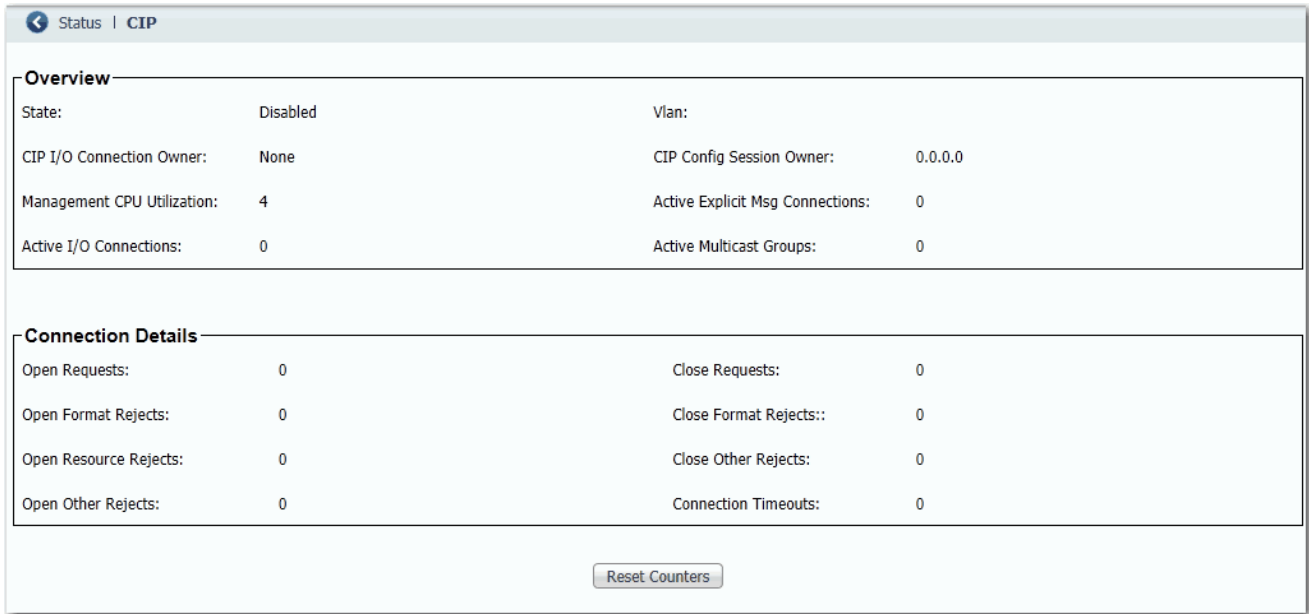 Status | CIP
Overview
State: Disabled Vlan:
CIP I/O Connection Owner: None CIP Config Session Owner: 0.0.0.0
Management CPU Utilization: 4 Active Explicit Msg Connections: 0
Active I/O Connections: 0 Active Multicast Groups: 0
Connection Details
Open Requests: 0 Close Requests: 0
Open Format Rejects: 0 Close Format Rejects:: 0
Open Resource Rejects: 0 Close Other Rejects: 0
Open Other Rejects: 0 Connection Timeouts: 0
Reset Counters